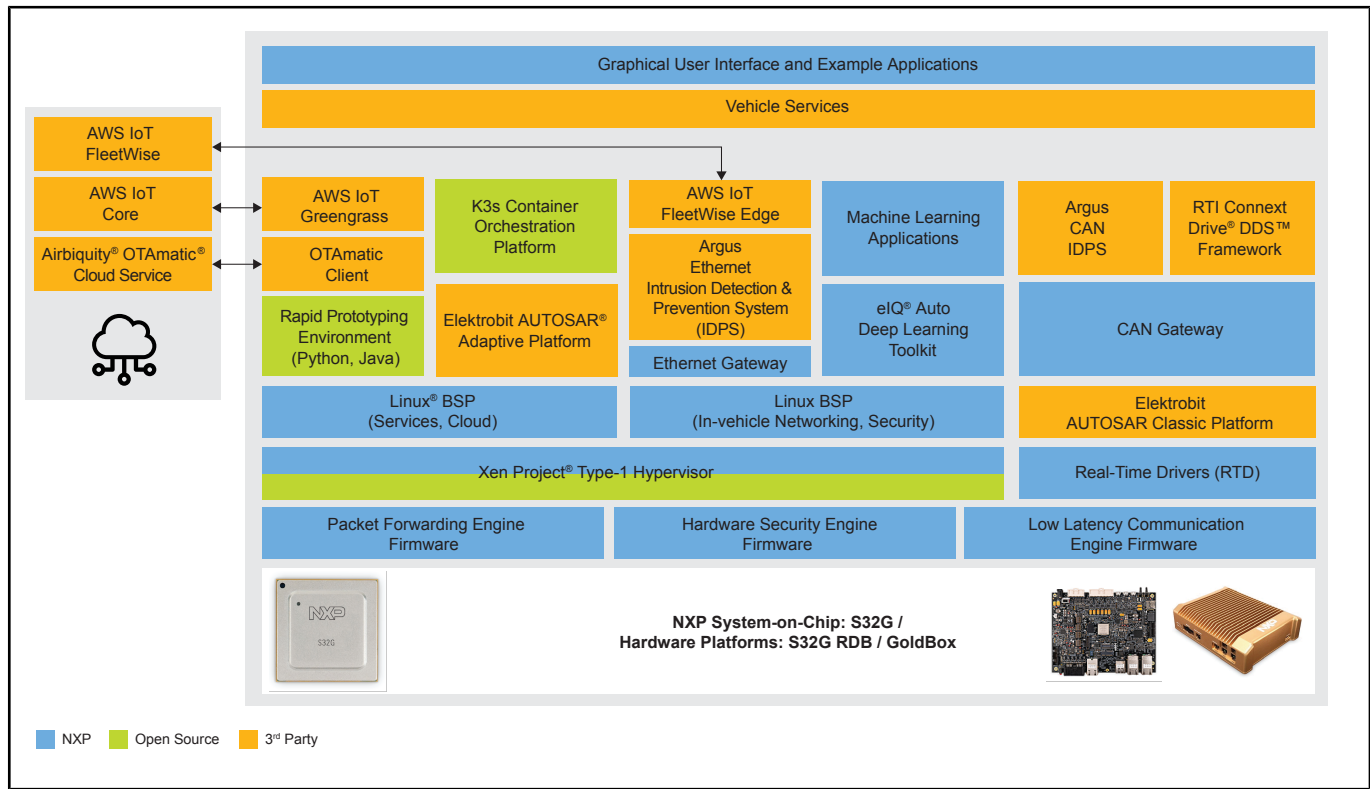 Graphical User Interface and Example Applications
Vehicle Services
AWS IoT
FleetWise
AWS IoT
Core
Airbiquity® OTAmatic®
Cloud Service
AWS IoT
Greengrass
OTAmatic
Client
Rapid Prototyping
Environment
(Python, Java)
K3s Container
Orchestration
Platform
Elektrobit AUTOSAR®
Adaptive Platform
AWS IoT
FleetWise Edge
Argus
Ethernet
Intrusion Detection &
Prevention System
(IDPS)
Ethernet Gateway
Machine Learning
Applications
eIQ® Auto
Deep Learning
Toolkit
Argus
CAN
IDPS
RTI Connext
Drive® DDS™
Framework
CAN Gateway
Linux® BSP
(Services, Cloud)
Linux BSP
(In-vehicle Networking, Security)
Elektrobit
AUTOSAR Classic Platform
Xen Project® Type-1 Hypervisor
Real-Time Drivers (RTD)
Packet Forwarding Engine
Firmware
Hardware Security Engine
Firmware
Low Latency Communication
Engine Firmware
NXP
S32G
NXP System-on-Chip: S32G /
Hardware Platforms: S32G RDB / GoldBox
NXP
NXP
Open Source
3rd Party